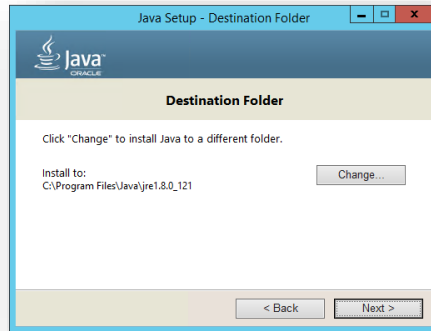 Java Setup - Destination Folder
Java™
ORACLE
Destination Folder
Click "Change" to install Java to a different folder.
Install to:
Change...
C:\Program Files\Java\jre1.8.0_121
< Back
Next >